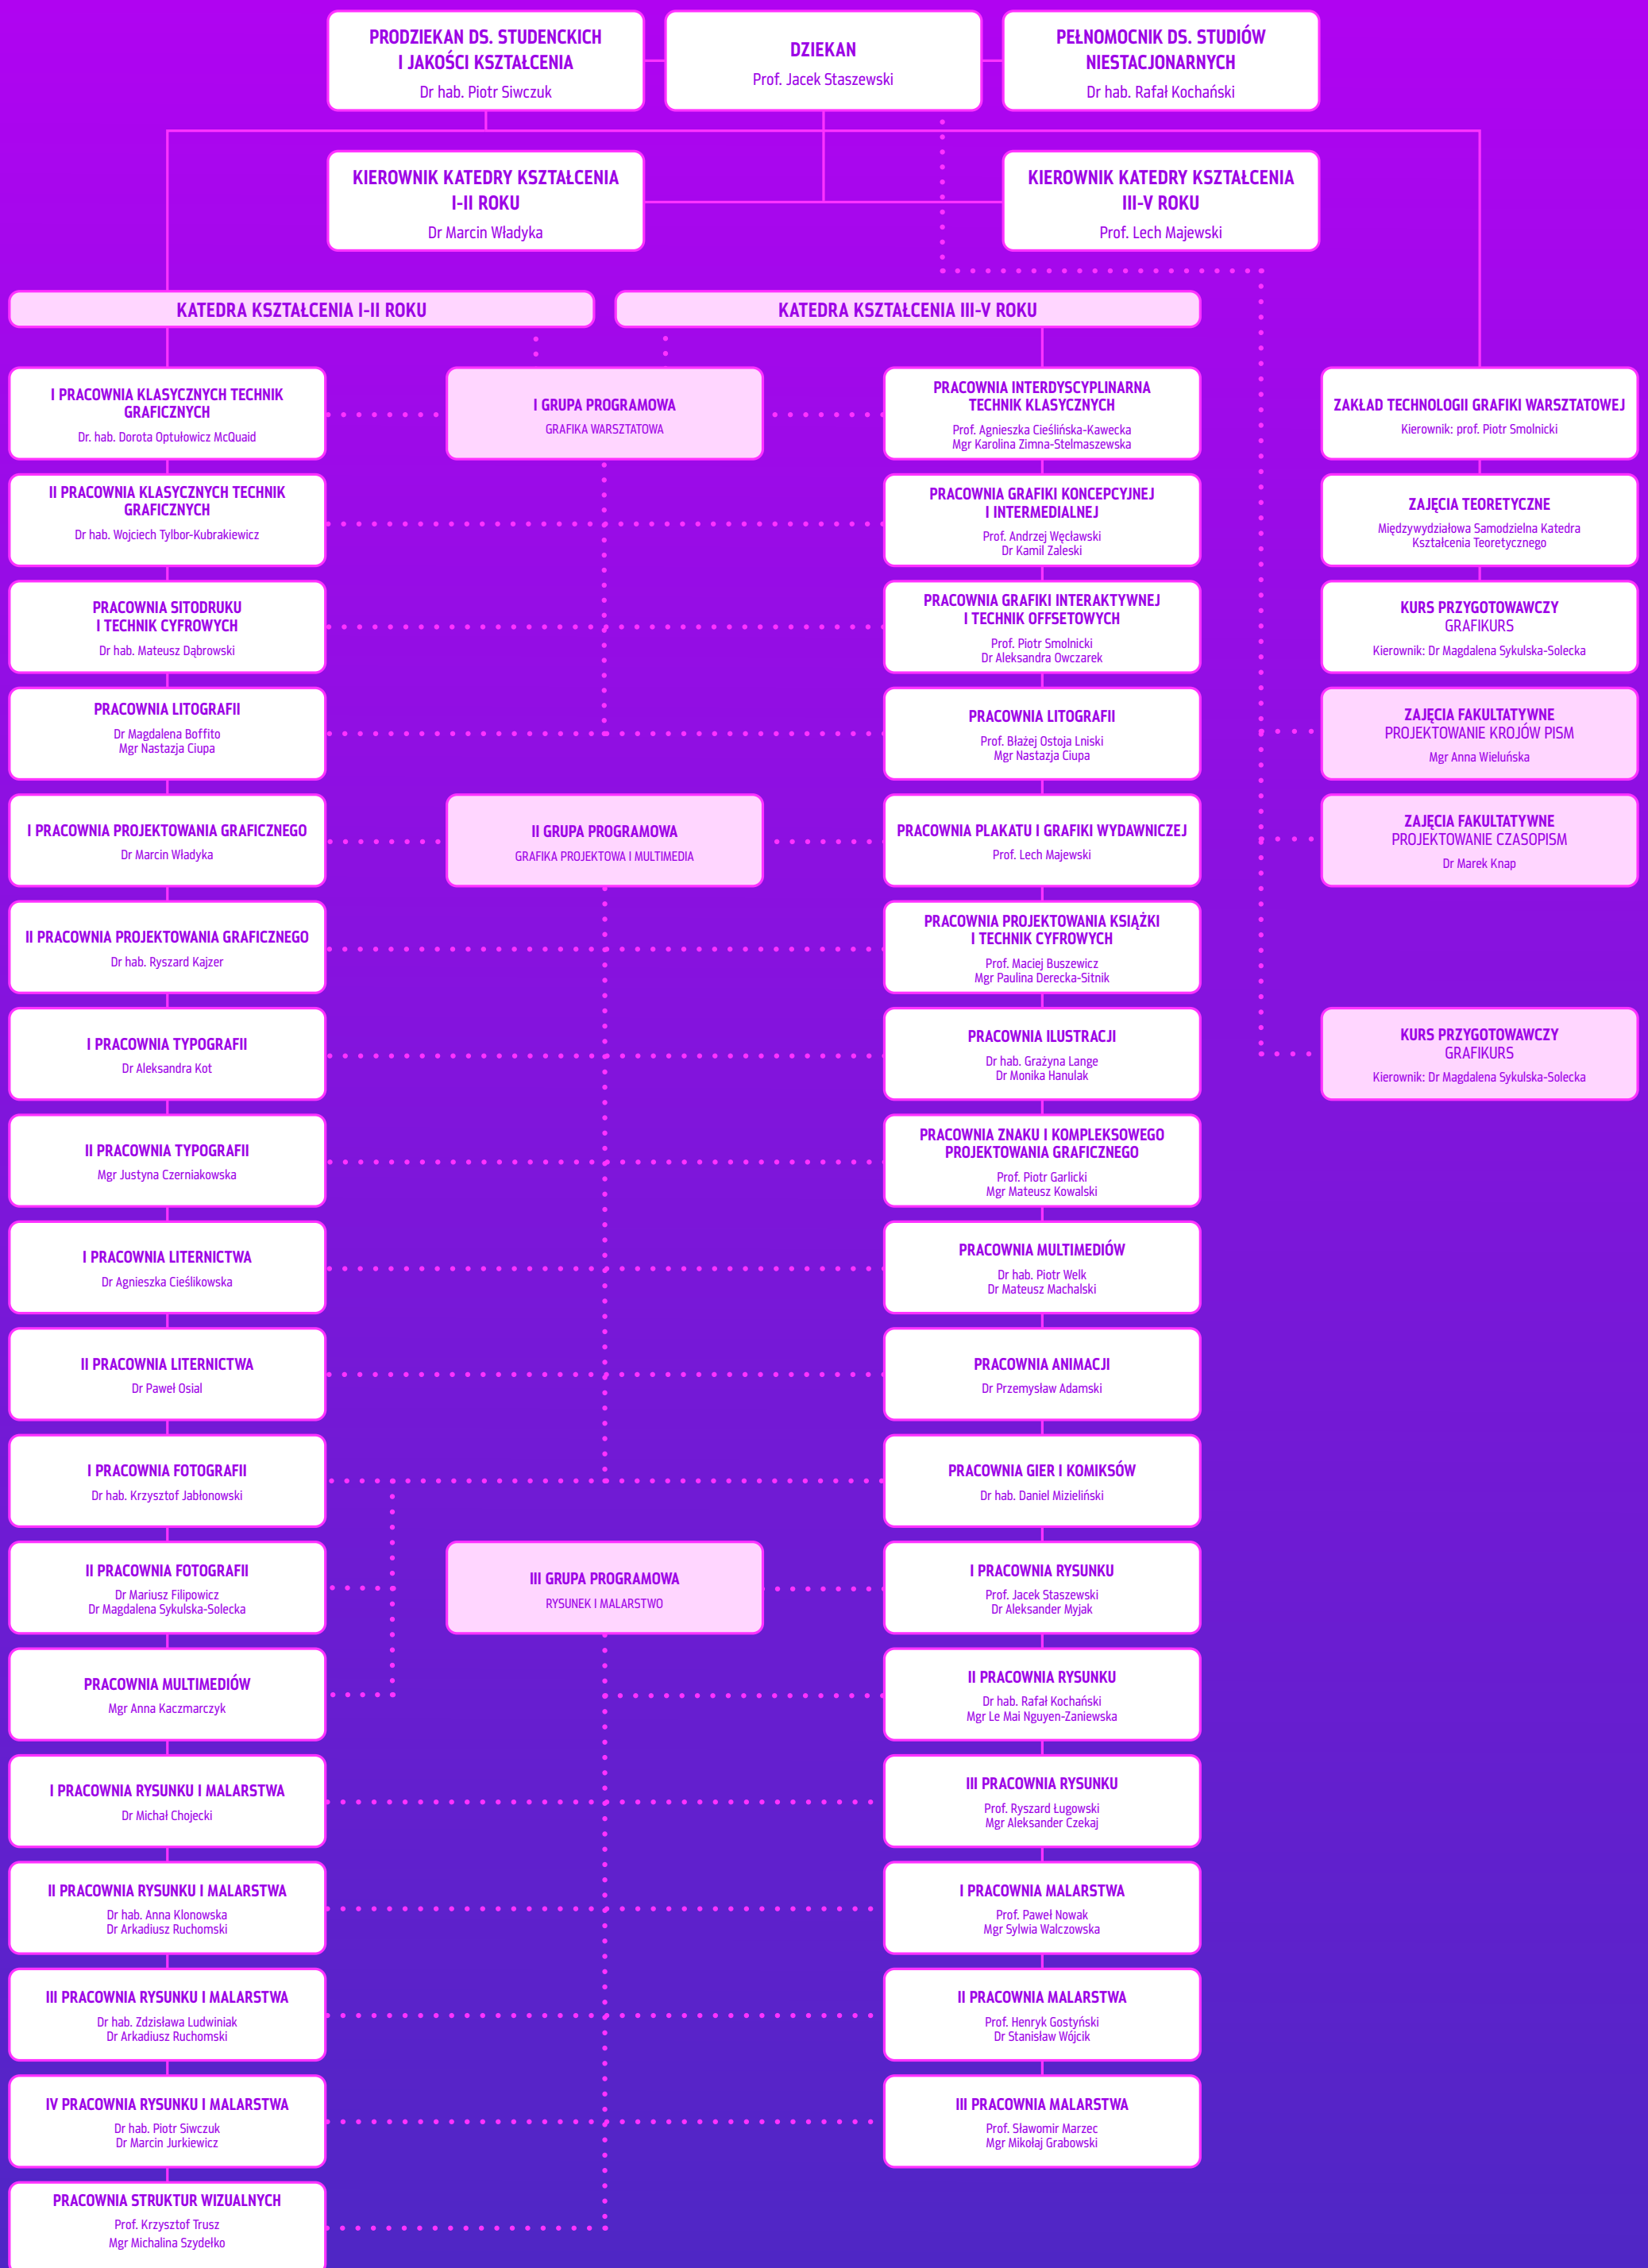 PRODZIEKAN DS. STUDENCKICH
I JAKOŚCI KSZTAŁCENIA
Dr hab. Piotr Siwczuk
DZIEKAN
Prof. Jacek Staszewski
PEŁNOMOCNIK DS. STUDIÓW
NIESTACJONARNYCH
Dr hab. Rafał Kochański
KIEROWNIK KATEDRY KSZTAŁCENIA
I-II ROKU
Dr Marcin Władyka
KIEROWNIK KATEDRY KSZTAŁCENIA
III-V ROKU
Prof. Lech Majewski
KATEDRA KSZTAŁCENIA I-II ROKU
KATEDRA KSZTAŁCENIA III-V ROKU
I PRACOWNIA KLASYCZNYCH TECHNIK
GRAFICZNYCH
Dr. hab. Dorota Optułowicz McQuaid
I GRUPA PROGRAMOWA
GRAFIKA WARSZTATOWA
PRACOWNIA INTERDYSCYPLINARNA
TECHNIK KLASYCZNYCH
Prof. Agnieszka Cieślińska-Kawecka
Mgr Karolina Zimna-Stelmaszewska
ZAKŁAD TECHNOLOGII GRAFIKI WARSZTATOWEJ
Kierownik: prof. Piotr Smolnicki
II PRACOWNIA KLASYCZNYCH TECHNIK
GRAFICZNYCH
Dr hab. Wojciech Tylbor-Kubrakiewicz
PRACOWNIA GRAFIKI KONCEPCYJNEJ
I INTERMEDIALNEJ
Prof. Andrzej Węcławski
Dr Kamil Zaleski
ZAJĘCIA TEORETYCZNE
Międzywydziałowa Samodzielna Katedra
Kształcenia Teoretycznego
PRACOWNIA SITODRUKU
I TECHNIK CYFROWYCH
Dr hab. Mateusz Dąbrowski
PRACOWNIA GRAFIKI INTERAKTYWNEJ
I TECHNIK OFFSETOWYCH
Prof. Piotr Smolnicki
Dr Aleksandra Owczarek
KURS PRZYGOTOWAWCZY
GRAFIKURS
Kierownik: Dr Magdalena Sykulska-Solecka
PRACOWNIA LITOGRAFII
Dr Magdalena Boffito
Mgr Nastazja Ciupa
PRACOWNIA LITOGRAFII
Prof. Błażej Ostoja Lniski
Mgr Nastazja Ciupa
ZAJĘCIA FAKULTATYWNE
PROJEKTOWANIE KROJÓW PISM
Mgr Anna Wieluńska
I PRACOWNIA PROJEKTOWANIA GRAFICZNEGO
Dr Marcin Władyka
II GRUPA PROGRAMOWA
GRAFIKA PROJEKTOWA I MULTIMEDIA
PRACOWNIA PLAKATU I GRAFIKI WYDAWNICZEJ
Prof. Lech Majewski
ZAJĘCIA FAKULTATYWNE
PROJEKTOWANIE CZASOPISM
Dr Marek Knap
II PRACOWNIA PROJEKTOWANIA GRAFICZNEGO
Dr hab. Ryszard Kajzer
PRACOWNIA PROJEKTOWANIA KSIĄŻKI
I TECHNIK CYFROWYCH
Prof. Maciej Buszewicz
Mgr Paulina Derecka-Sitnik
I PRACOWNIA TYPOGRAFII
Dr Aleksandra Kot
PRACOWNIA ILUSTRACJI
Dr hab. Grażyna Lange
Dr Monika Hanulak
KURS PRZYGOTOWAWCZY
GRAFIKURS
Kierownik: Dr Magdalena Sykulska-Solecka
II PRACOWNIA TYPOGRAFII
Mgr Justyna Czerniakowska
PRACOWNIA ZNAKU I KOMPLEKSOWEGO
PROJEKTOWANIA GRAFICZNEGO
Prof. Piotr Garlicki
Mgr Mateusz Kowalski
I PRACOWNIA LITERNICTWA
Dr Agnieszka Cieślikowska
PRACOWNIA MULTIMEDIÓW
Dr hab. Piotr Welk
Dr Mateusz Machalski
II PRACOWNIA LITERNICTWA
Dr Paweł Osial
PRACOWNIA ANIMACJI
Dr Przemysław Adamski
I PRACOWNIA FOTOGRAFII
Dr hab. Krzysztof Jabłonowski
PRACOWNIA GIER I KOMIKSÓW
Dr hab. Daniel Mizieliński
II PRACOWNIA FOTOGRAFII
Dr Mariusz Filipowicz
Dr Magdalena Sykulska-Solecka
III GRUPA PROGRAMOWA
RYSUNEK I MALARSTWO
I PRACOWNIA RYSUNKU
Prof. Jacek Staszewski
Dr Aleksander Myjak
PRACOWNIA MULTIMEDIÓW
Mgr Anna Kaczmarczyk
II PRACOWNIA RYSUNKU
Dr hab. Rafał Kochański
Mgr Le Mai Nguyen-Zaniewska
I PRACOWNIA RYSUNKU I MALARSTWA
Dr Michał Chojecki
III PRACOWNIA RYSUNKU
Prof. Ryszard Ługowski
Mgr Aleksander Czekaj
II PRACOWNIA RYSUNKU I MALARSTWA
Dr hab. Anna Klonowska
Dr Arkadiusz Ruchomski
I PRACOWNIA MALARSTWA
Prof. Paweł Nowak
Mgr Sylwia Walczowska
III PRACOWNIA RYSUNKU I MALARSTWA
Dr hab. Zdzisława Ludwiniak
Dr Arkadiusz Ruchomski
II PRACOWNIA MALARSTWA
Prof. Henryk Gostyński
Dr Stanisław Wójcik
IV PRACOWNIA RYSUNKU I MALARSTWA
Dr hab. Piotr Siwczuk
Dr Marcin Jurkiewicz
III PRACOWNIA MALARSTWA
Prof. Sławomir Marzec
Mgr Mikołaj Grabowski
PRACOWNIA STRUKTUR WIZUALNYCH
Prof. Krzysztof Trusz
Mgr Michalina Szydełko